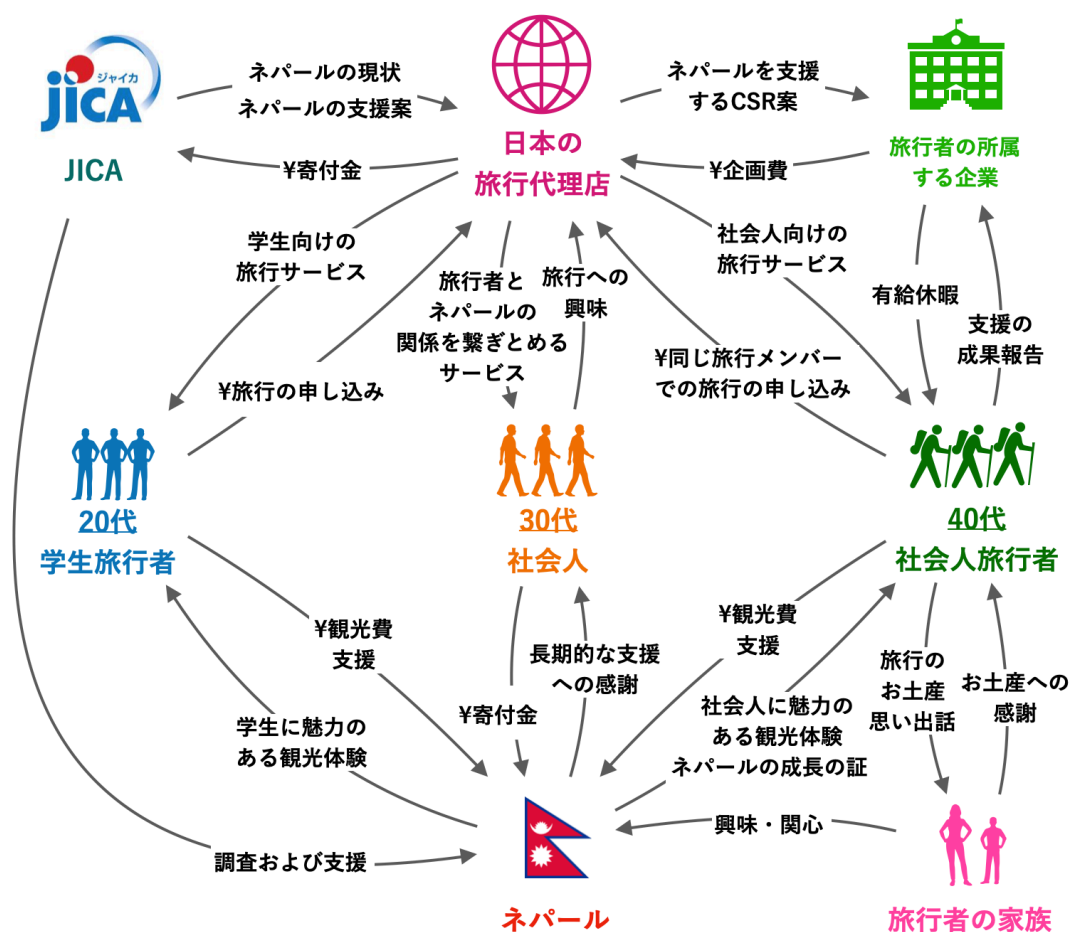 ジャイカ
JICA
JICA
ネパールの現状
ネパールの支援案
¥寄付金
日本の
旅行代理店
ネパールを支援
するCSR案
¥企画費
旅行者の所属
する企業
学生向けの
旅行サービス
¥旅行の申し込み
旅行者と
ネパールの
関係を繋ぎとめる
サービス
旅行への
興味
社会人向けの
旅行サービス
¥同じ旅行メンバー
での旅行の申し込み
有給休暇
支援の
成果報告
20代
学生旅行者
30代
社会人
40代
社会人旅行者
¥観光費
支援
学生に魅力の
ある観光体験
¥寄付金
長期的な支援
への感謝
¥観光費
支援
社会人に魅力の
ある観光体験
ネパールの成長の証
旅行の
お土産
思い出話
お土産への
感謝
興味・関心
調査および支援
ネパール
旅行者の家族